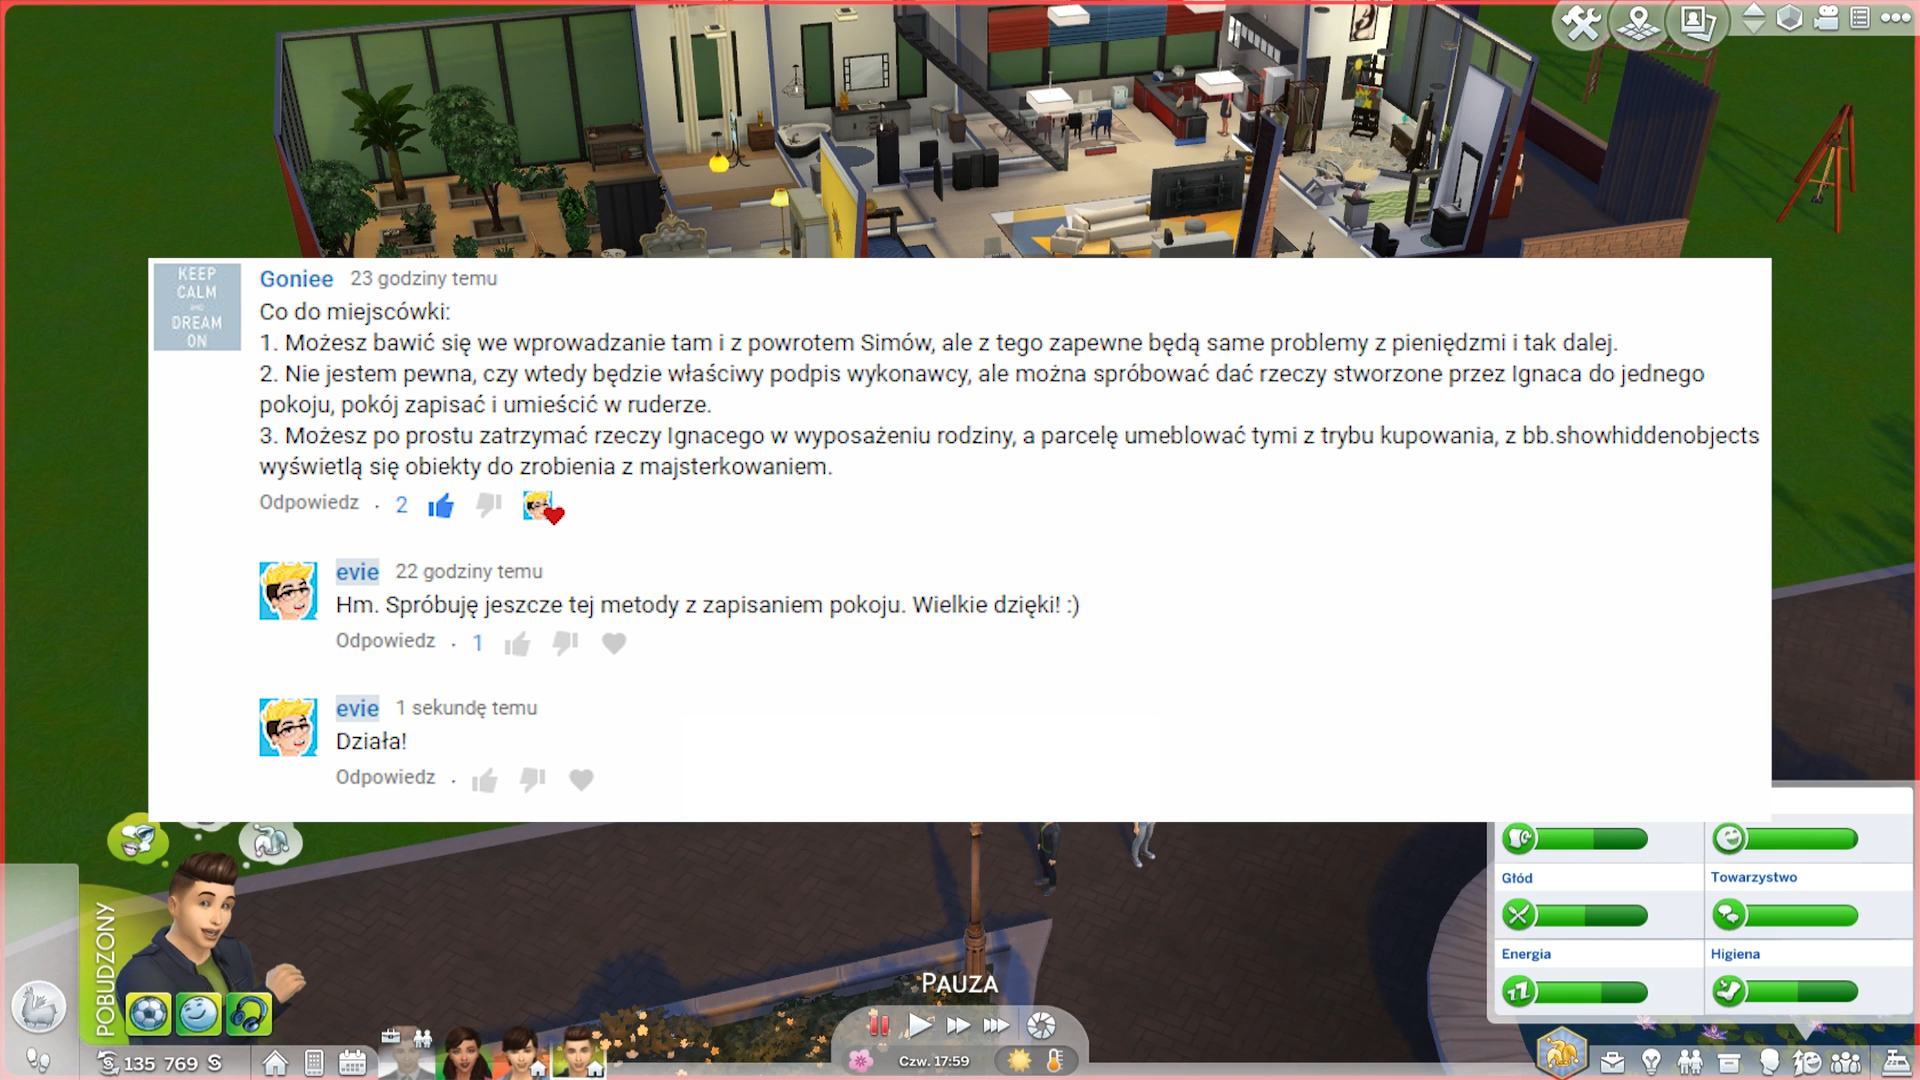 KEEP
CALM
AND
DREAM
ON
Goniee 23 godziny temu
Co do miejscówki:
1. Możesz bawić się we wprowadzanie tam i z powrotem Simów, ale z tego zapewne będą same problemy z pieniędzmi i tak dalej.
2. Nie jestem pewna, czy wtedy będzie właściwy podpis wykonawcy, ale można spróbować dać rzeczy stworzone przez Ignaca do jednego
pokoju, pokój zapisać i umieścić w ruderze.
3. Możesz po prostu zatrzymać rzeczy Ignacego w wyposażeniu rodziny, a parcelę umeblować tymi z trybu kupowania, z bb.showhiddenobjects
wyświetlą się obiekty do zrobienia z majsterkowaniem.
Odpowiedz . 2
evie 22 godziny temu
Hm. Spróbuję jeszcze tej metody z zapisaniem pokoju. Wielkie dzięki! :)
Odpowiedz . 1
evie 1 sekundę temu
Działa!
Odpowiedz .
Głód
Towarzystwo
Energia
Higiena
POBUDZONY
PAUZA
135 769
Czw. 17:59